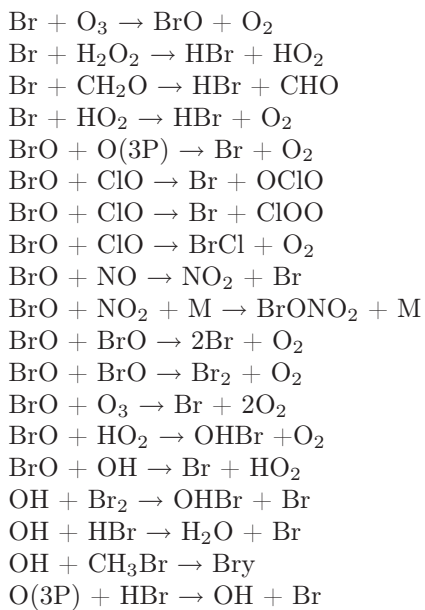 Br + O₃ → BrO + O₂
Br + H₂O₂ → HBr + HO₂
Br + CH₂O → HBr + CHO
Br + HO₂ → HBr + O₂
BrO + O(3P) → Br + O₂
BrO + ClO → Br + OClO
BrO + ClO → Br + ClOO
BrO + ClO → BrCl + O₂
BrO + NO → NO₂ + Br
BrO + NO₂ + M → BrONO₂ + M
BrO + BrO → 2Br + O₂
BrO + BrO → Br₂ + O₂
BrO + O₃ → Br + 2O₂
BrO + HO₂ → OHBr +O₂
BrO + OH → Br + HO₂
OH + Br₂ → OHBr + Br
OH + HBr → H₂O + Br
OH + CH₃Br → Bry
O(3P) + HBr → OH + Br